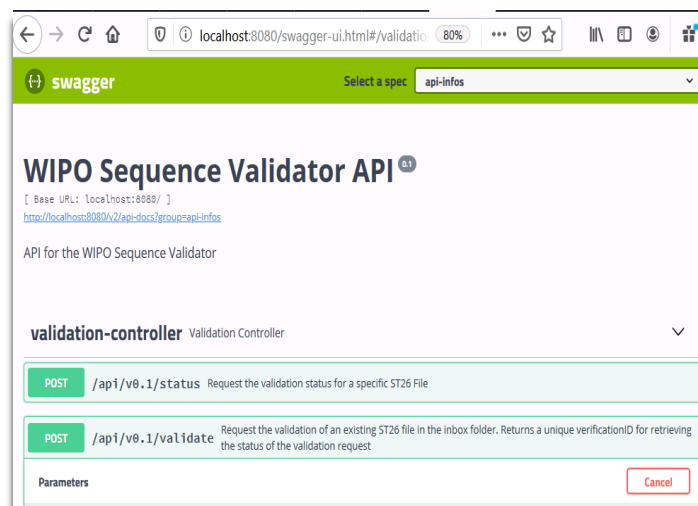 localhost:8080/swagger-ui.html#/validatio 80%
swagger Select a spec api-infos
WIPO Sequence Validator API 0.1
[ Base URL: localhost:8080/ ]
http://localhost:8080/v2/api-docs?group=api-infos
API for the WIPO Sequence Validator
validation-controller Validation Controller
POST /api/v0.1/status Request the validation status for a specific ST26 File
POST /api/v0.1/validate Request the validation of an existing ST26 file in the inbox folder. Returns a unique verificationID for retrieving
the status of the validation request
Parameters Cancel